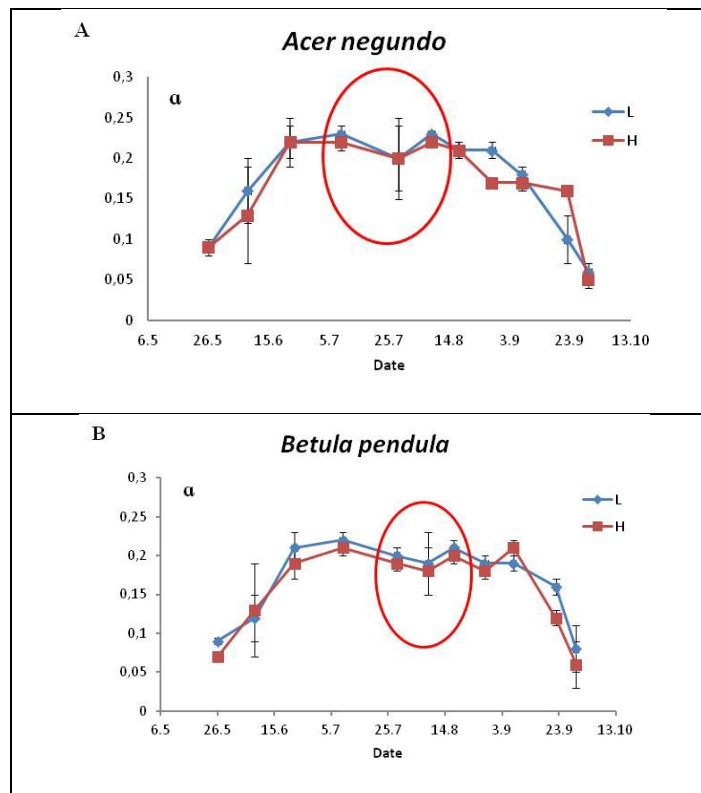 A
Acer negundo
0,3
α
L
0,25
H
0,2
0,15
0,1
0,05
0
6.5 26.5 15.6 5.7 25.7 14.8 3.9 23.9 13.10
Date
B
Betula pendula
0,3
α
L
0,25
H
0,2
0,15
0,1
0,05
0
6.5 26.5 15.6 5.7 25.7 14.8 3.9 23.9 13.10
Date